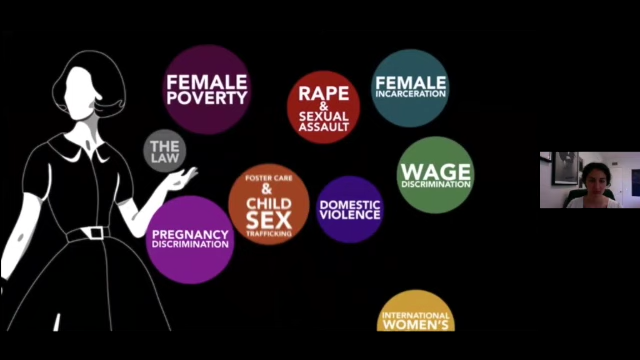 FEMALE
POVERTY
RAPE
&
SEXUAL
ASSAULT
FEMALE
INCARCERATION
THE
LAW
FOSTER CARE
&
CHILD
SEX
TRAFFICKING
DOMESTIC
VIOLENCE
WAGE
DISCRIMINATION
PREGNANCY
DISCRIMINATION
INTERNATIONAL
WOMEN'S